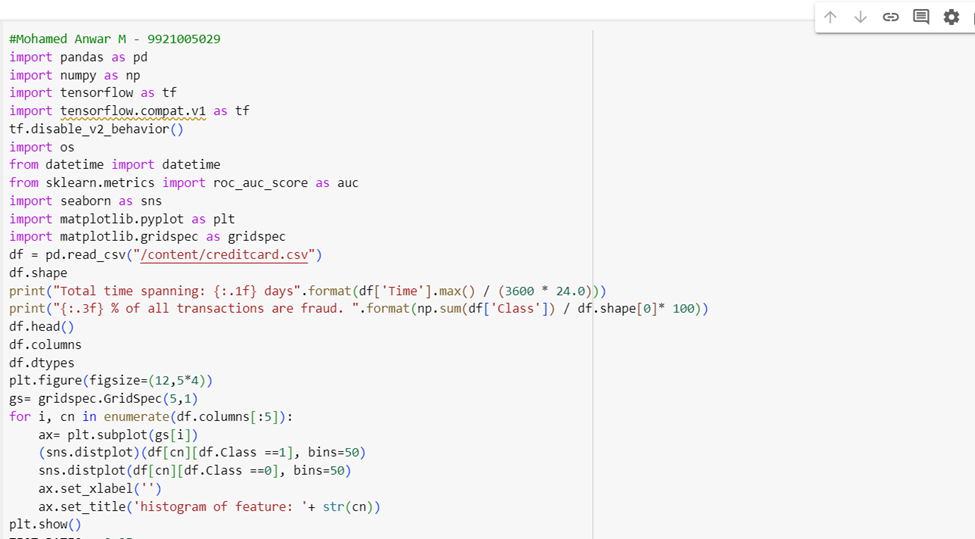 #Mohamed Anwar M - 9921005029
import pandas as pd
import numpy as np
import tensorflow as tf
import tensorflow.compat.v1 as tf
tf.disable_v2_behavior()
import os
from datetime import datetime
from sklearn.metrics import roc_auc_score as auc
import seaborn as sns
import matplotlib.pyplot as plt
import matplotlib.gridspec as gridspec
df = pd.read_csv("/content/creditcard.csv")
df.shape
print("Total time spanning: {:.1f} days".format(df['Time'].max() / (3600 * 24.0)))
print("{:.3f} % of all transactions are fraud. ".format(np.sum(df['Class']) / df.shape[0]* 100))
df.head()
df.columns
df.dtypes
plt.figure(figsize=(12,5*4))
gs= gridspec.GridSpec(5,1)
for i, cn in enumerate(df.columns[:5]):
    ax= plt.subplot(gs[i])
    (sns.distplot)(df[cn][df.Class ==1], bins=50)
    sns.distplot(df[cn][df.Class ==0], bins=50)
    ax.set_xlabel('')
    ax.set_title('histogram of feature: '+ str(cn))
plt.show()